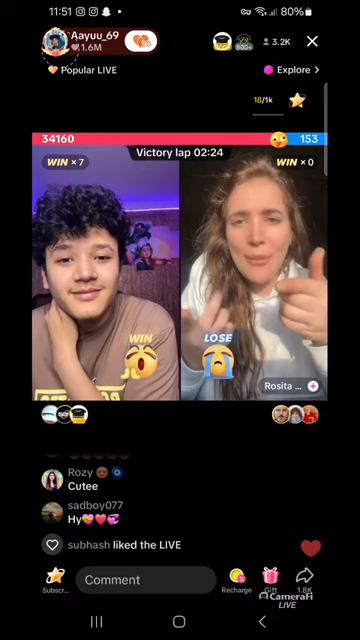 11:51
80%
Aayuu_69
1.6M
20
500+
3.2K
Popular LIVE
Explore >
18/1k
34160
153
Victory lap 02:24
WIN x 7
WIN x 0
WIN
LOSE
Rosita ...
Rozy
Cutee
sadboy077
Hy
subhash liked the LIVE
Subscr...
Comment
Recharge
Gift
1.8K
CameraFi
LIVE